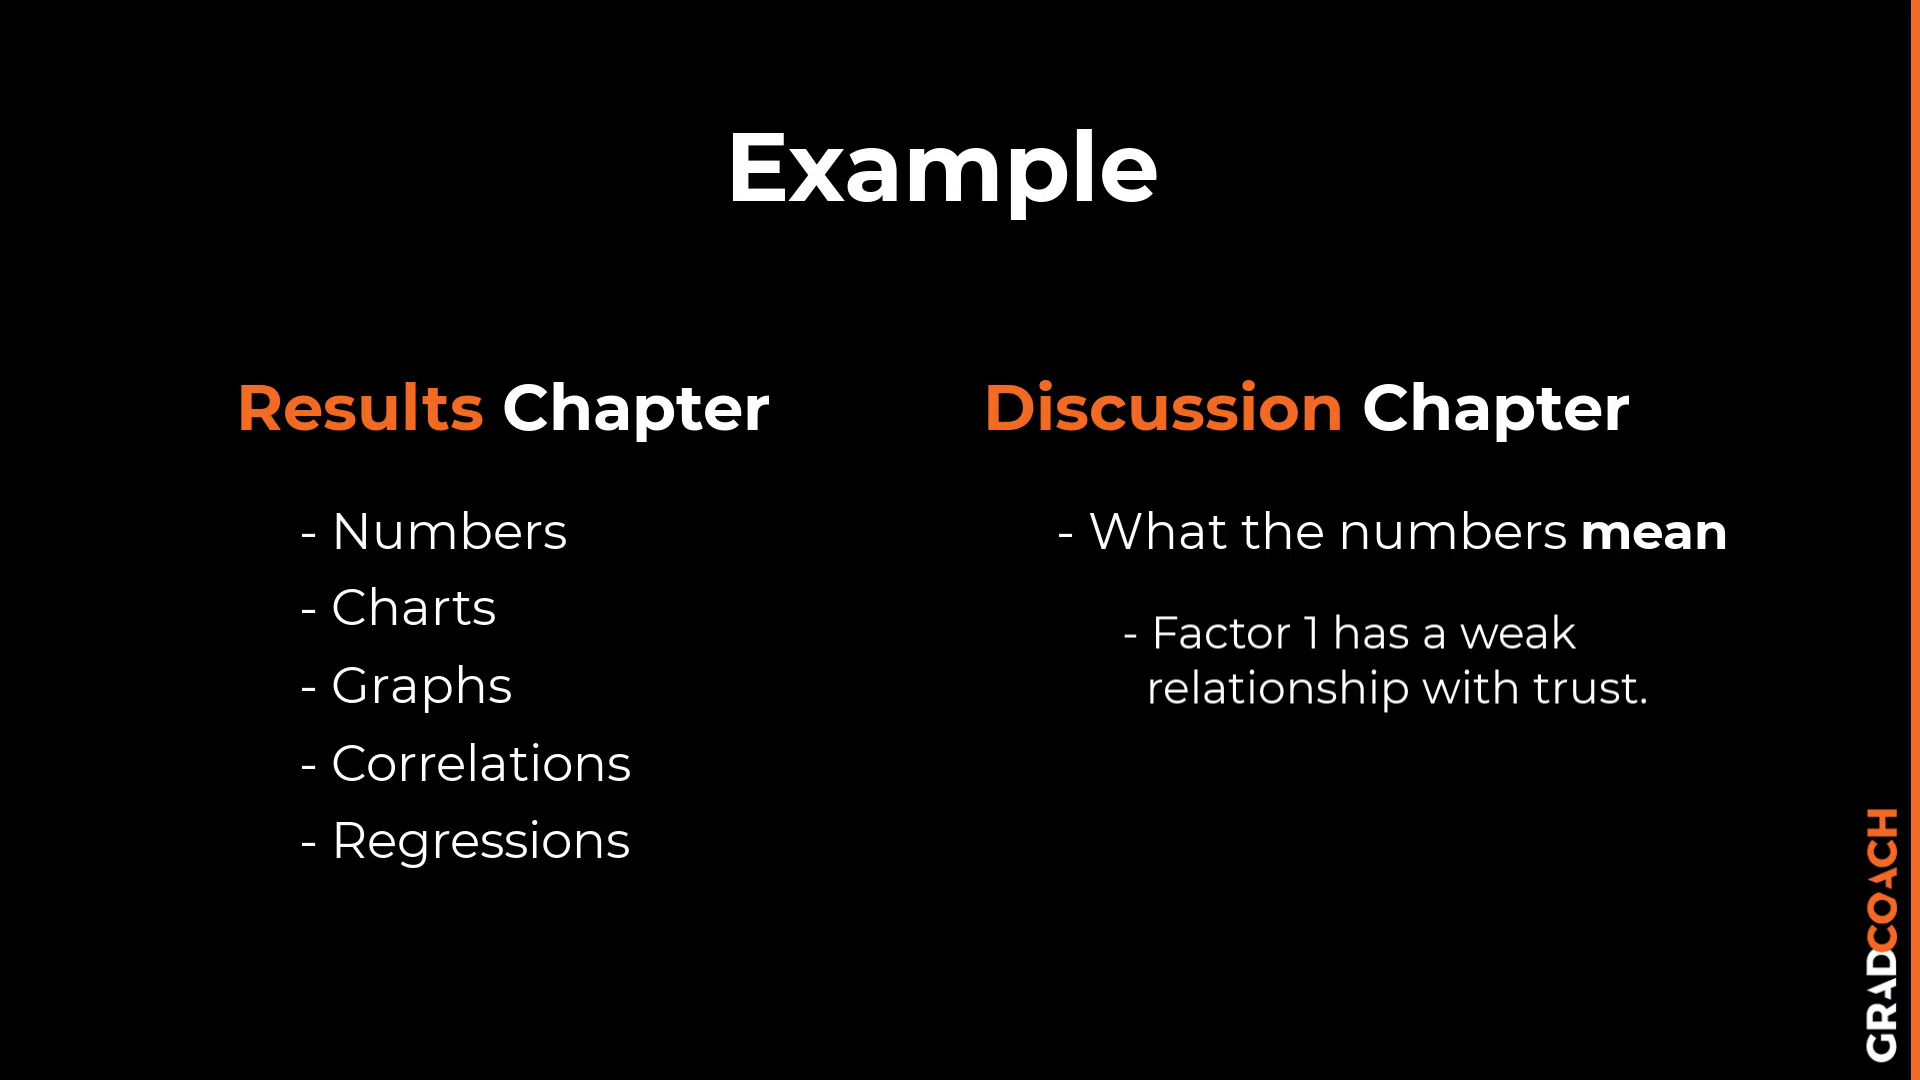 Example
Results Chapter
- Numbers
- Charts
- Graphs
- Correlations
- Regressions
Discussion Chapter
- What the numbers mean
- Factor 1 has a weak
relationship with trust.
GRADCOACH